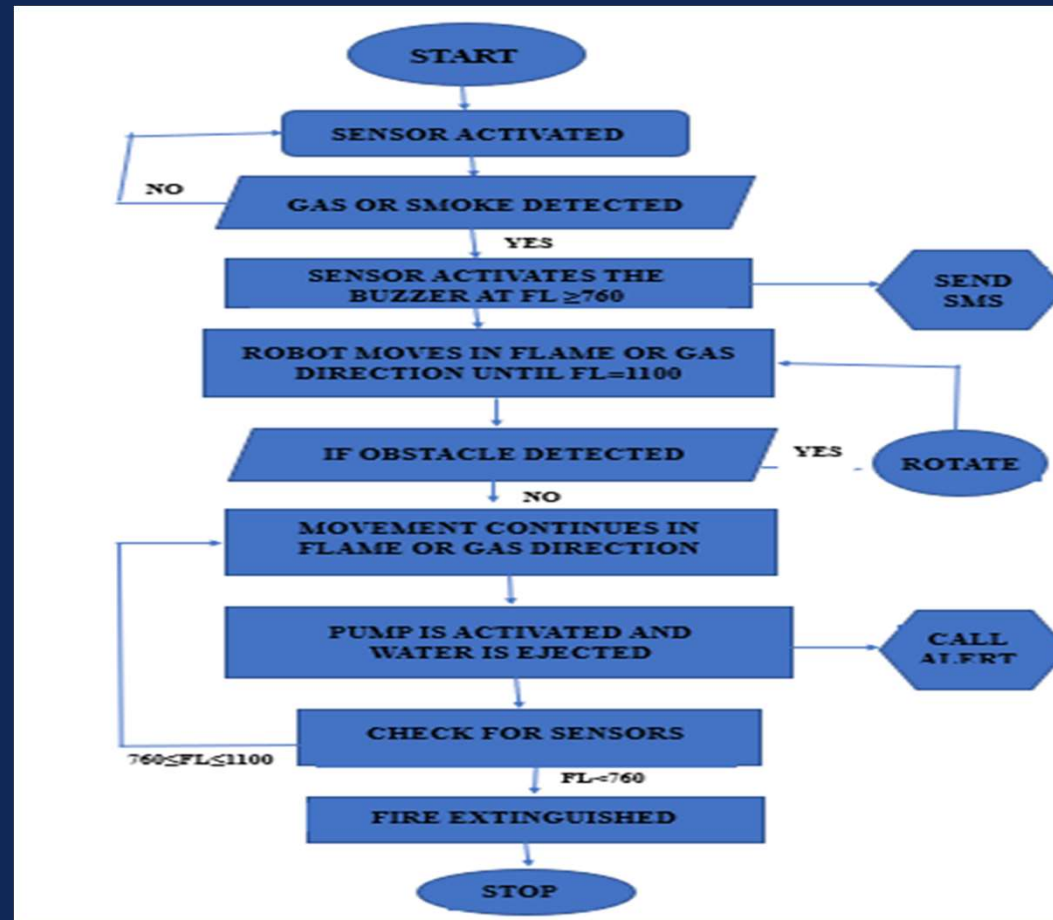 START
SENSOR ACTIVATED
NO
GAS OR SMOKE DETECTED
YES
SENSOR ACTIVATES THE
BUZZER AT FL ≥760
SEND
SMS
ROBOT MOVES IN FLAME OR GAS
DIRECTION UNTIL FL=1100
IF OBSTACLE DETECTED
YES
ROTATE
NO
MOVEMENT CONTINUES IN
FLAME OR GAS DIRECTION
PUMP IS ACTIVATED AND
WATER IS EJECTED
CALL
ALERT
CHECK FOR SENSORS
760≤FL≤1100
FL<760
FIRE EXTINGUISHED
STOP